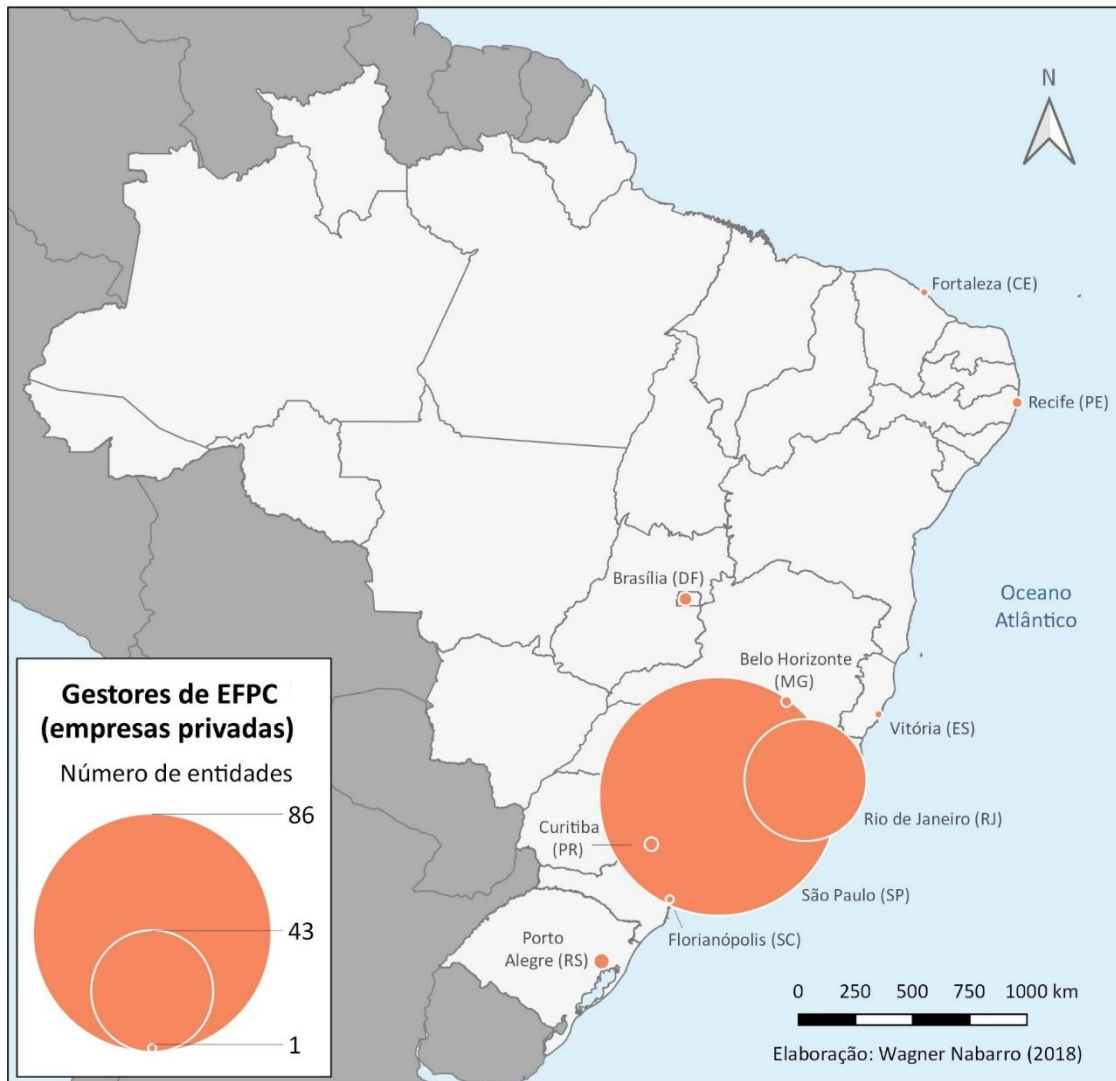 N
Fortaleza (CE)
Recife (PE)
Brasília (DF)
Oceano
Atlântico
Belo Horizonte
(MG)
Vitória (ES)
Rio de Janeiro (RJ)
Curitiba
(PR)
São Paulo (SP)
Florianópolis (SC)
Porto
Alegre (RS)
Gestores de EFPC
(empresas privadas)
Número de entidades
86
43
1
0 250 500 750 1000 km
Elaboração: Wagner Nabarro (2018)